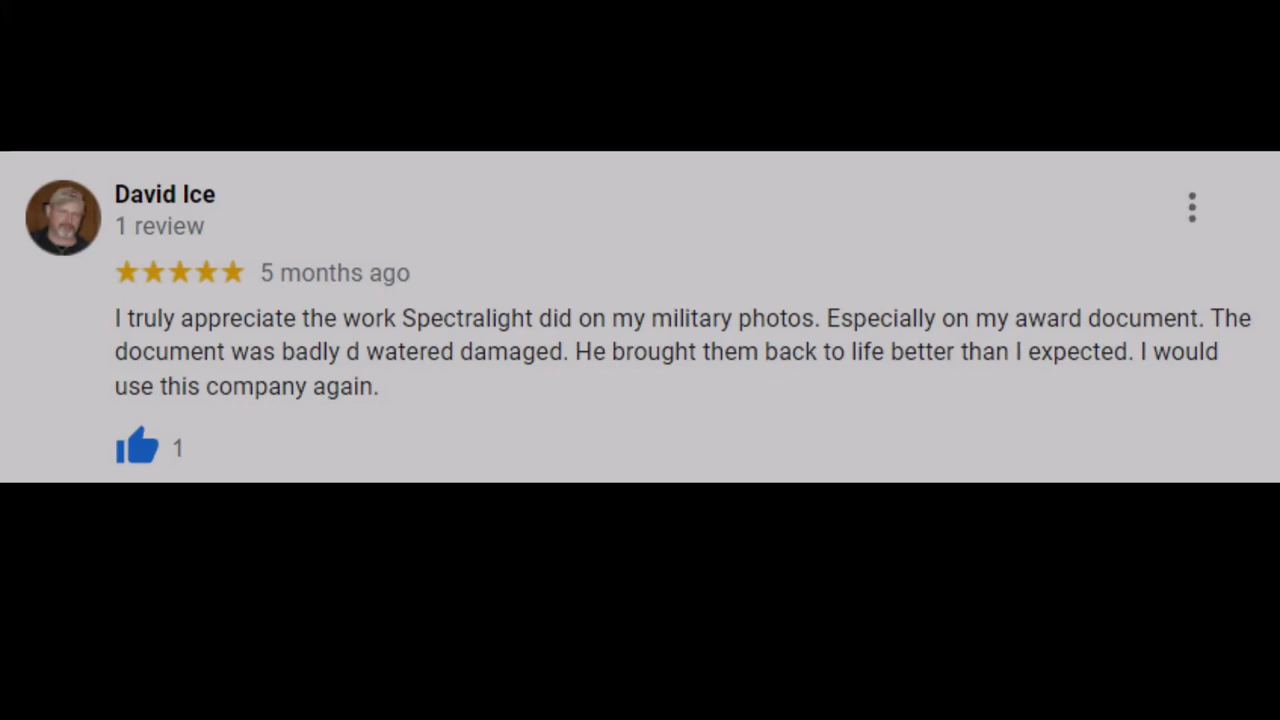 David Ice
1 review
5 months ago
I truly appreciate the work Spectralight did on my military photos. Especially on my award document. The
document was badly d watered damaged. He brought them back to life better than I expected. I would
use this company again.
1